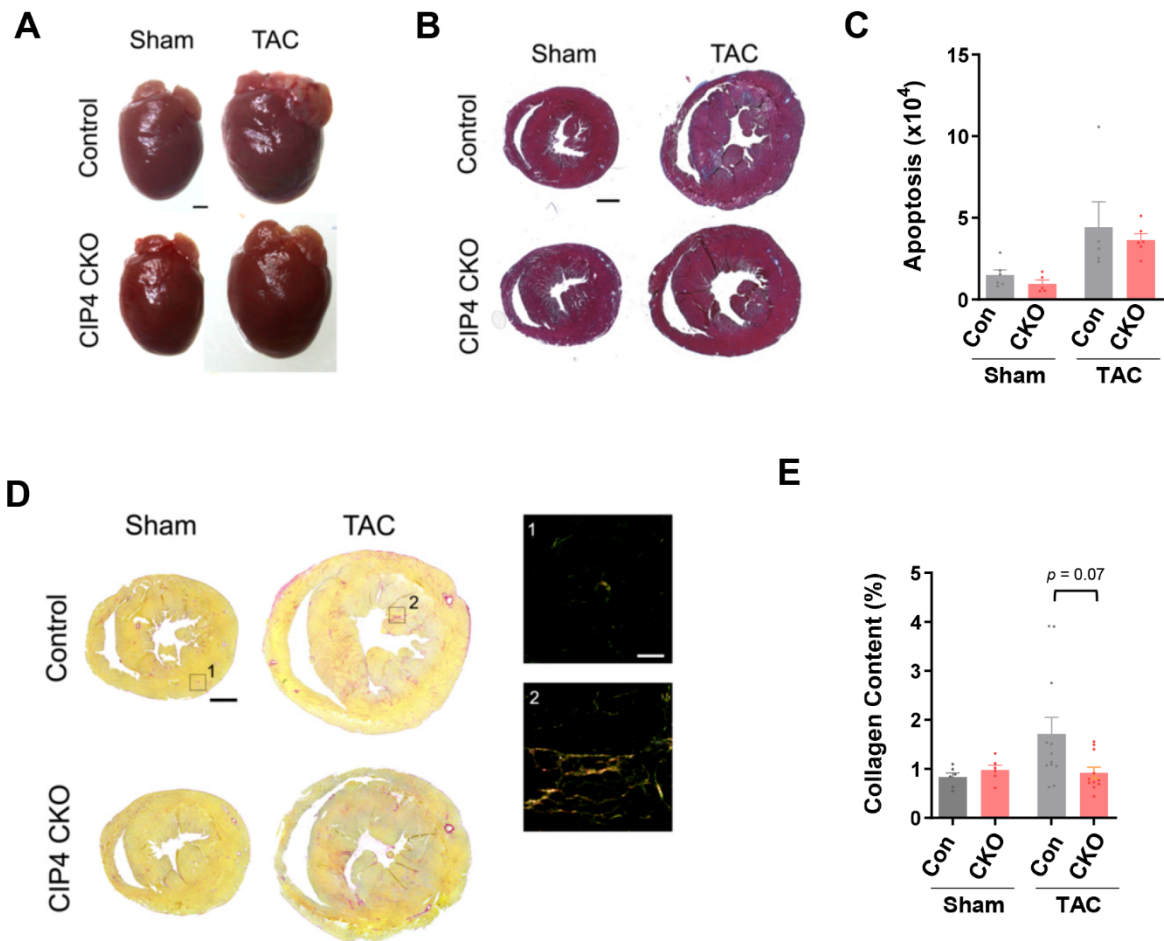 A
Sham TAC
Control
CIP4 CKO
B
Sham TAC
Control
CIP4 CKO
C
Apoptosis (x10⁴)
15
10
5
0
Con CKO Con CKO
Sham TAC
D
Sham TAC
Control
CIP4 CKO
1
2
1
2
E
Collagen Content (%)
5
4
3
2
1
0
p = 0.07
Con CKO Con CKO
Sham TAC